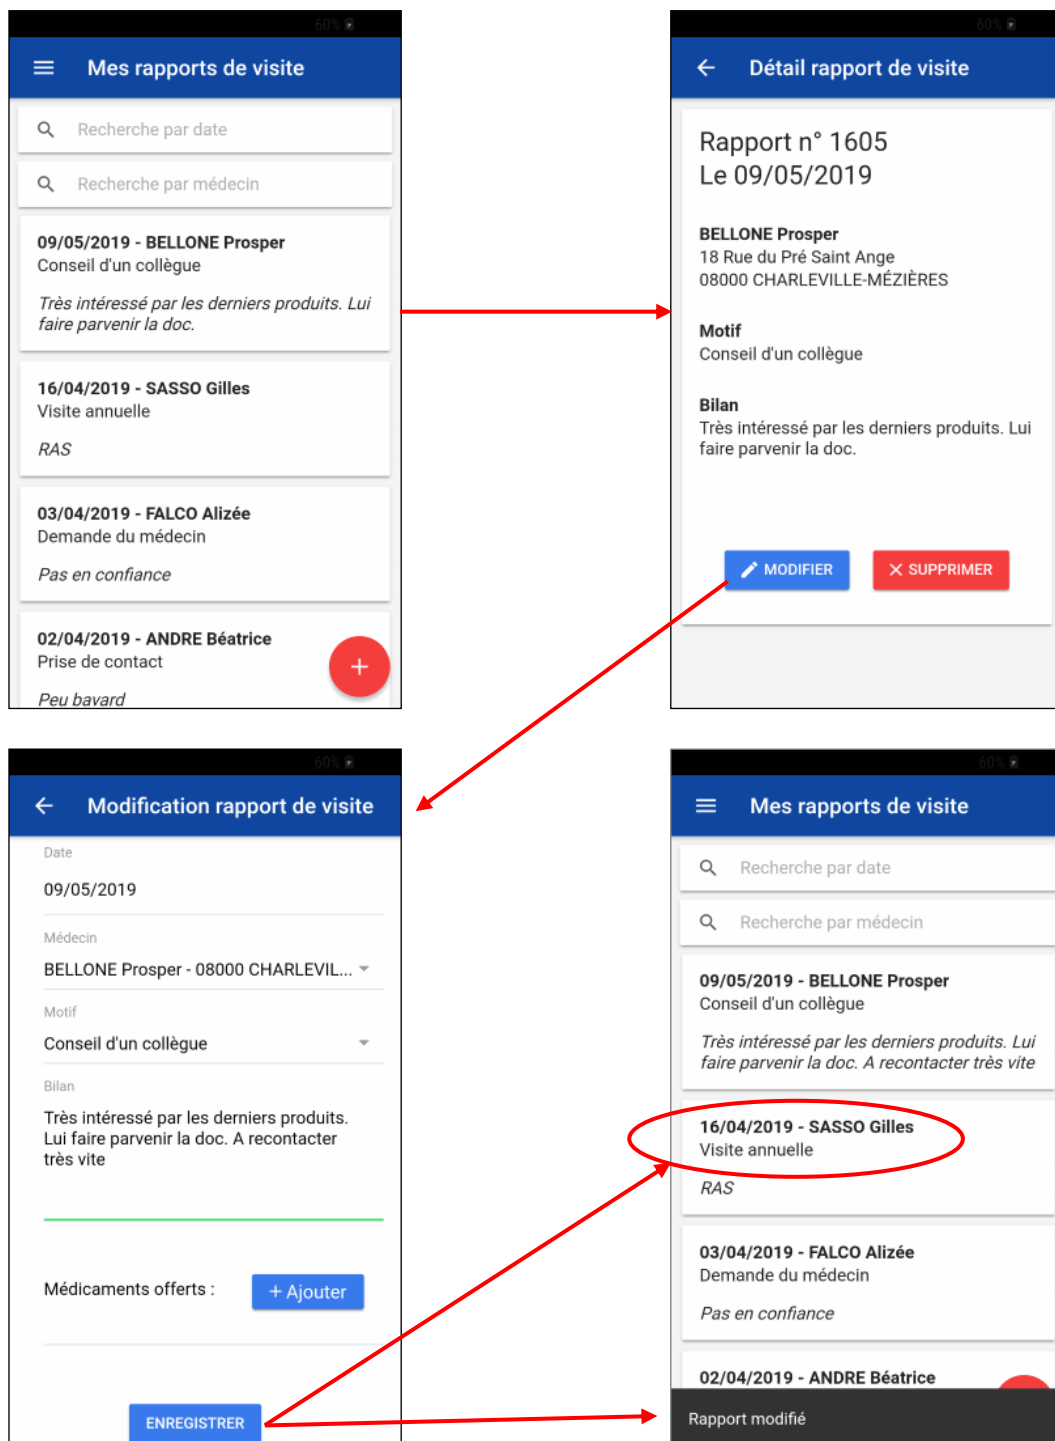 60%
Mes rapports de visite
Recherche par date
Recherche par médecin
09/05/2019 - BELLONE Prosper
Conseil d'un collègue
Très intéressé par les derniers produits. Lui
faire parvenir la doc.
16/04/2019 - SASSO Gilles
Visite annuelle
RAS
03/04/2019 - FALCO Alizée
Demande du médecin
Pas en confiance
02/04/2019 - ANDRE Béatrice
Prise de contact
Peu bavard
60%
Détail rapport de visite
Rapport n° 1605
Le 09/05/2019
BELLONE Prosper
18 Rue du Pré Saint Ange
08000 CHARLEVILLE-MÉZIÈRES
Motif
Conseil d'un collègue
Bilan
Très intéressé par les derniers produits. Lui
faire parvenir la doc.
MODIFIER
SUPPRIMER
60%
Modification rapport de visite
Date
09/05/2019
Médecin
BELLONE Prosper - 08000 CHARLEVIL...
Motif
Conseil d'un collègue
Bilan
Très intéressé par les derniers produits.
Lui faire parvenir la doc. A recontacter
très vite
Médicaments offerts :
+ Ajouter
ENREGISTRER
60%
Mes rapports de visite
Recherche par date
Recherche par médecin
09/05/2019 - BELLONE Prosper
Conseil d'un collègue
Très intéressé par les derniers produits. Lui
faire parvenir la doc. A recontacter très vite
16/04/2019 - SASSO Gilles
Visite annuelle
RAS
03/04/2019 - FALCO Alizée
Demande du médecin
Pas en confiance
02/04/2019 - ANDRE Béatrice
Rapport modifié